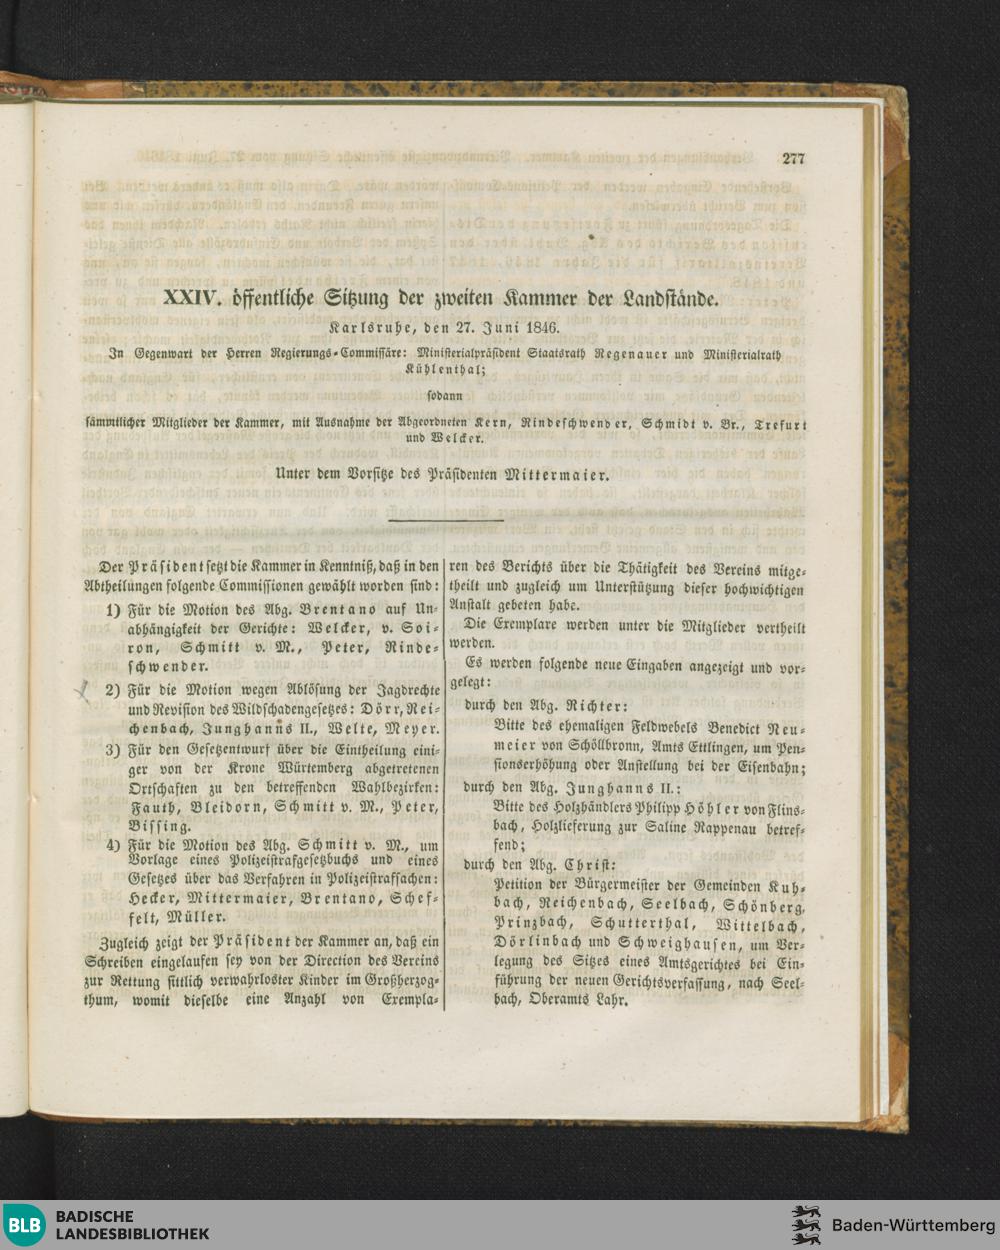 277
XXIV. öffentliche Sitzung der zweiten Kammer der Landstände.
Karlsruhe, den 27. Juni 1846.
In Gegenwart der Herren Regierungs-Commissäre: Ministerialpräsident Staatsrath Regenauer und Ministerialrath
Kühlenthal;
sodann
sämmtlicher Mitglieder der Kammer, mit Ausnahme der Abgeordneten Kern, Rindeschwender, Schmidt v. Br., Trefurt
und Welcker.
Unter dem Vorsitze des Präsidenten Mittermaier.
Der Präsident setzt die Kammer in Kenntniß, daß in den
Abtheilungen folgende Commissionen gewählt worden sind:
1) Für die Motion des Abg. Brentano auf Un-
abhängigkeit der Gerichte: Welcker, v. Soi-
ron, Schmitt v. M., Peter, Rinde-
schwender.
2) Für die Motion wegen Ablösung der Jagdrechte
und Revision des Wildschadengesetzes: Dörr, Rei-
chenbach, Junghanns II., Welte, Meyer.
3) Für den Gesetzentwurf über die Eintheilung eini-
ger von der Krone Würtemberg abgetretenen
Ortschaften zu den betreffenden Wahlbezirken:
Fauth, Bleidorn, Schmitt v. M., Peter,
Bissing.
4) Für die Motion des Abg. Schmitt v. M., um
Vorlage eines Polizeistrafgesetzbuchs und eines
Gesetzes über das Verfahren in Polizeistrafsachen:
Hecker, Mittermaier, Brentano, Schef-
felt, Müller.
Zugleich zeigt der Präsident der Kammer an, daß ein
Schreiben eingelaufen sey von der Direction des Vereins
zur Rettung sittlich verwahrloster Kinder im Großherzog-
thum, womit dieselbe eine Anzahl von Exempla-
ren des Berichts über die Thätigkeit des Vereins mitge-
theilt und zugleich um Unterstützung dieser hochwichtigen
Anstalt gebeten habe.
Die Exemplare werden unter die Mitglieder vertheilt
werden.
Es werden folgende neue Eingaben angezeigt und vor-
gelegt:
durch den Abg. Richter:
Bitte des ehemaligen Feldwebels Benedict Neu-
meier von Schöllbronn, Amts Ettlingen, um Pen-
sionserhöhung oder Anstellung bei der Eisenbahn;
durch den Abg. Junghanns II.:
Bitte des Holzhändlers Philipp Höhler von Flins-
bach, Holzlieferung zur Saline Rappenau betref-
fend;
durch den Abg. Christ:
Petition der Bürgermeister der Gemeinden Kuh-
bach, Reichenbach, Seelbach, Schönberg,
Prinzbach, Schutterthal, Wittelbach,
Dörlinbach und Schweighausen, um Ver-
legung des Sitzes eines Amtsgerichtes bei Ein-
führung der neuen Gerichtsverfassung, nach Seel-
bach, Oberamts Lahr.
BLB
BADISCHE
LANDESBIBLIOTHEK
Baden-Württemberg